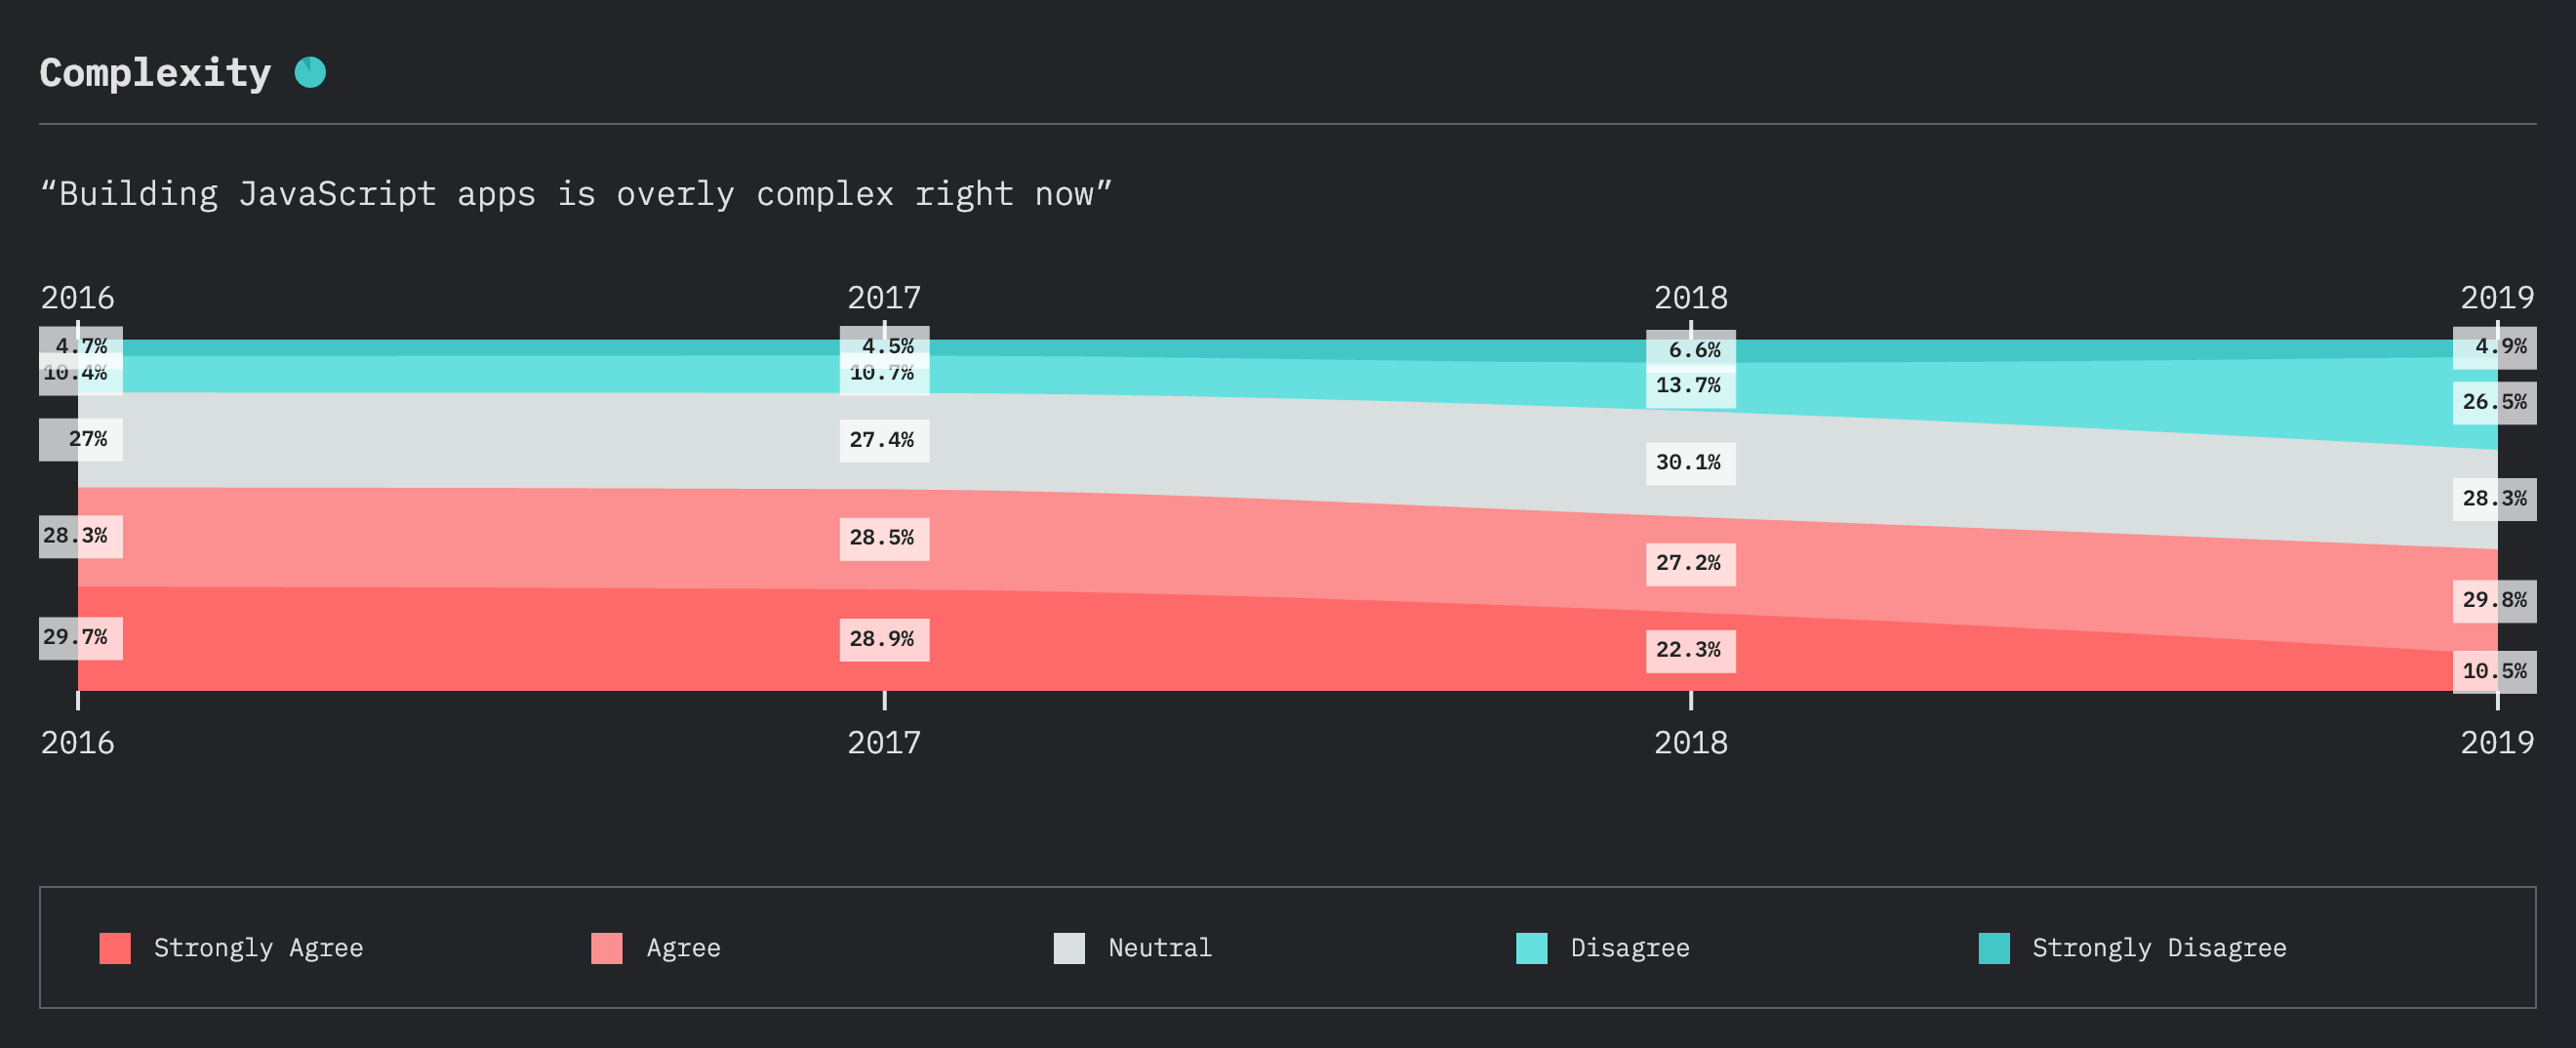 Complexity
“Building JavaScript apps is overly complex right now”
2016 2017 2018 2019
4.7% 4.5% 6.6% 4.9%
10.4% 10.7% 13.7% 26.5%
27% 27.4% 30.1% 28.3%
28.3% 28.5% 27.2% 29.8%
29.7% 28.9% 22.3% 10.5%
2016 2017 2018 2019
Strongly Agree Agree Neutral Disagree Strongly Disagree